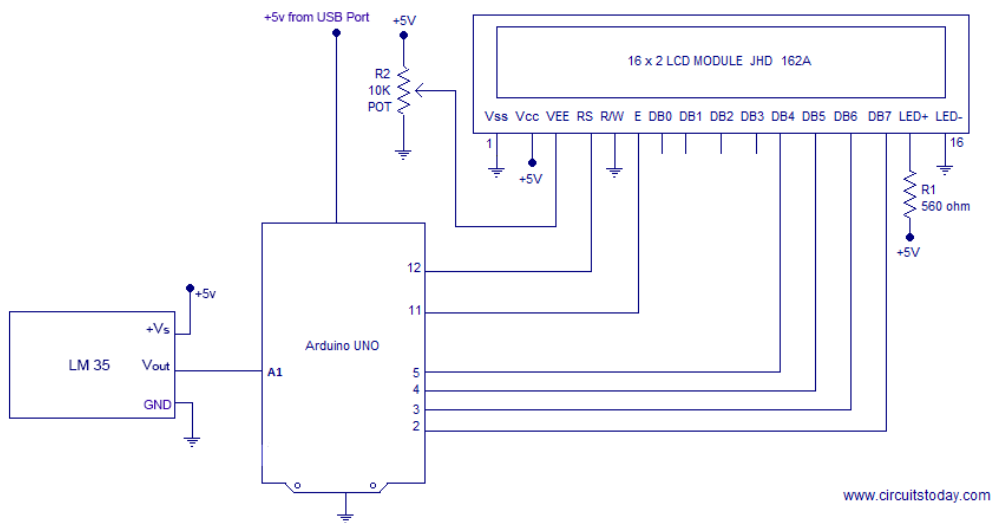 +5v from USB Port
+5V
R2
10K
POT
16 x 2 LCD MODULE JHD 162A
Vss Vcc VEE RS R/W E DB0 DB1 DB2 DB3 DB4 DB5 DB6 DB7 LED+ LED-
1
16
+5V
R1
560 ohm
+5V
12
11
Arduino UNO
A1
5
4
3
2
+5v
+Vs
LM 35
Vout
GND
www.circuitstoday.com